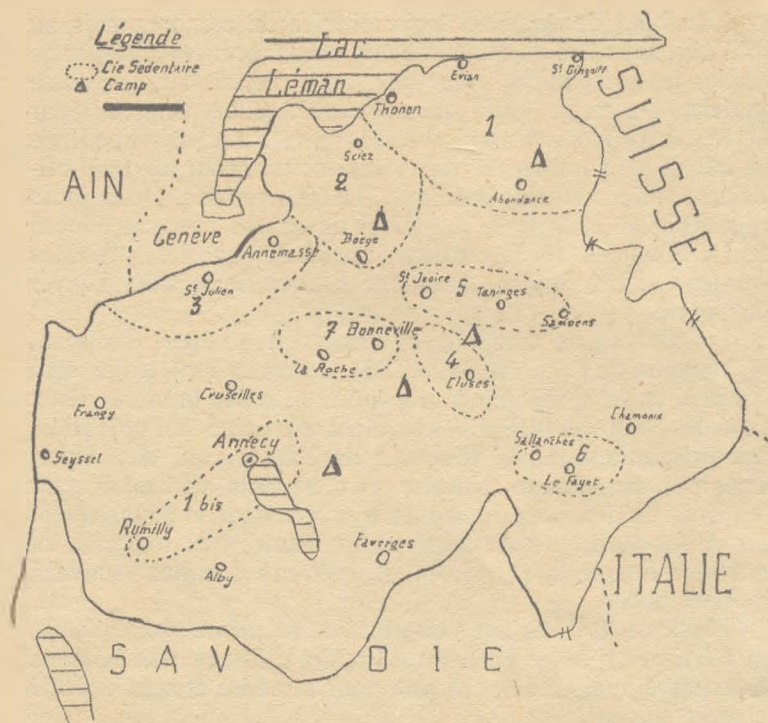 Légende
Cie Sédentaire
Camp
Lac
Léman
Evian
St Gingolff
Thonon
SUISSE
1
Sciez
2
Abondance
AIN
Genève
Annemasse
Boëge
St Julien
3
St Jeoire
5
Taninges
Samoens
7
Bonneville
La Roche
4
Cluses
Cruseilles
Frangy
Chamonix
Annecy
Sallanches
6
Le Fayet
Seyssel
1 bis
Rumilly
Faverges
Alby
ITALIE
SAVOIE